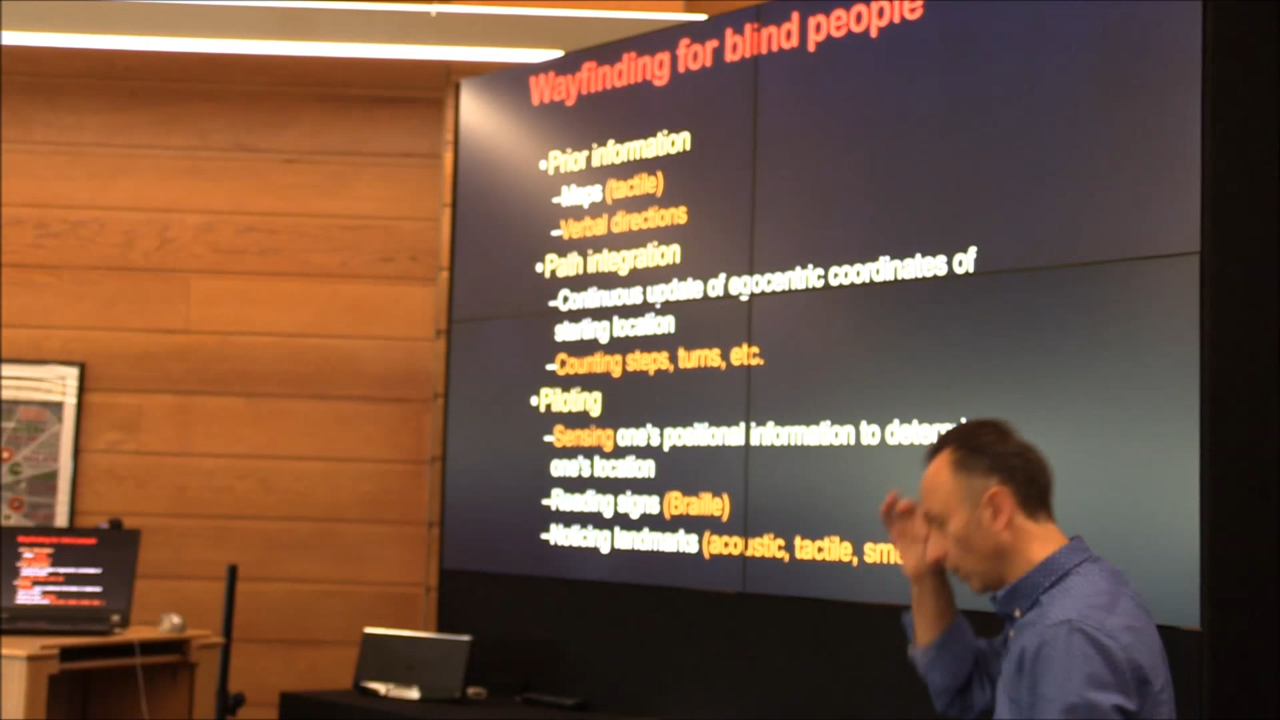 Wayfinding for blind people
•Prior information
–Maps (tactile)
–Verbal directions
•Path integration
–Continuous update of egocentric coordinates of
starting location
–Counting steps, turns, etc.
•Piloting
–Sensing one's positional information to
one's location
–Reading signs (Braille)
–Noticing landmarks (acoustic, tactile,